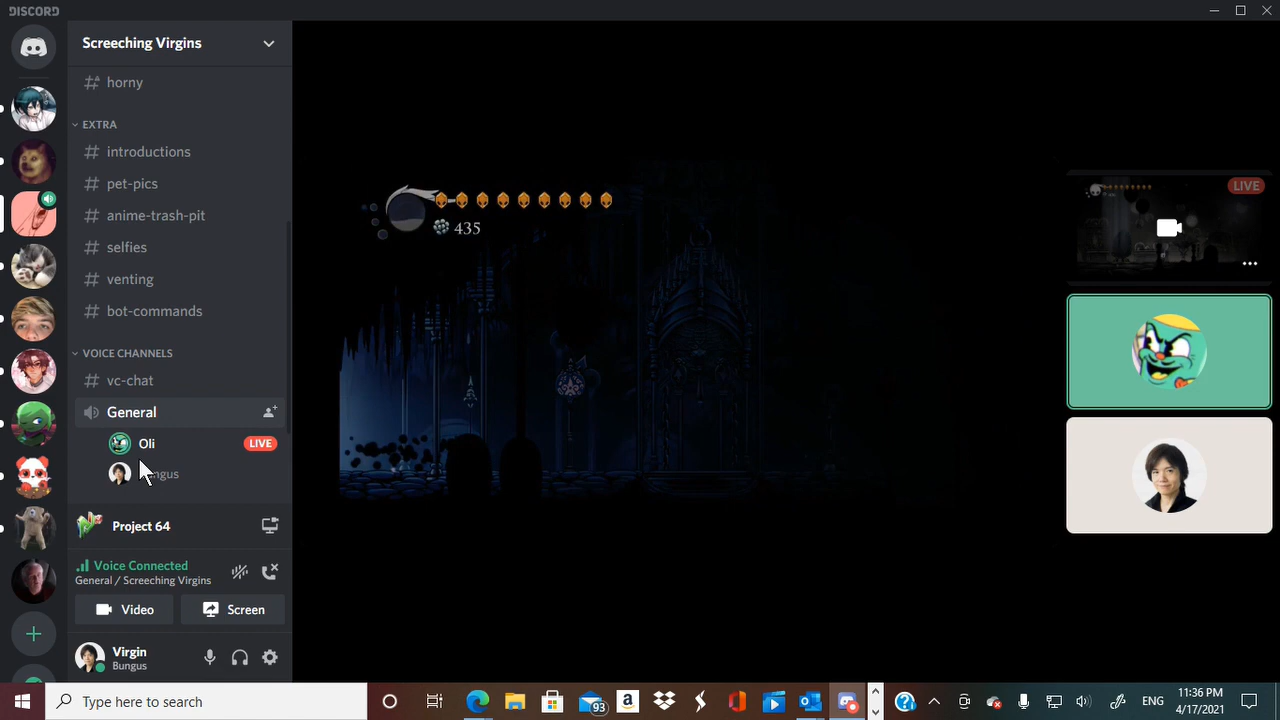 DISCORD
Screeching Virgins
horny
EXTRA
introductions
pet-pics
anime-trash-pit
selfies
venting
bot-commands
VOICE CHANNELS
vc-chat
General
Oli
LIVE
Project 64
Voice Connected
General / Screeching Virgins
Video
Screen
Virgin
Bungus
435
LIVE
Type here to search
93
ENG
11:36 PM
4/17/2021